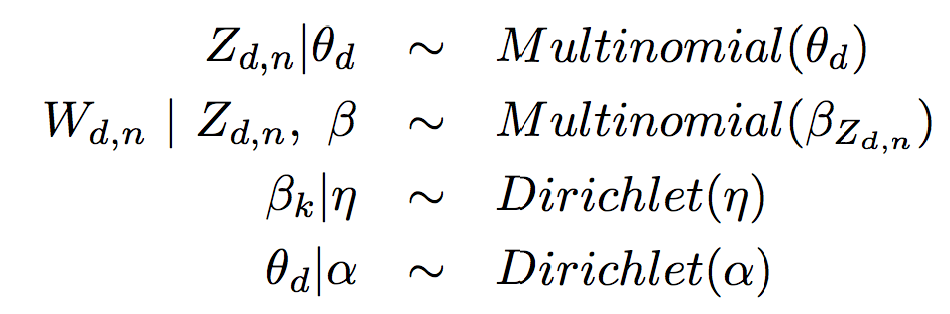 Z_{d,n}|θ_d ∼ Multinomial(θ_d)
W_{d,n} | Z_{d,n}, β ∼ Multinomial(β_{Z_{d,n}})
β_k|η ∼ Dirichlet(η)
θ_d|α ∼ Dirichlet(α)